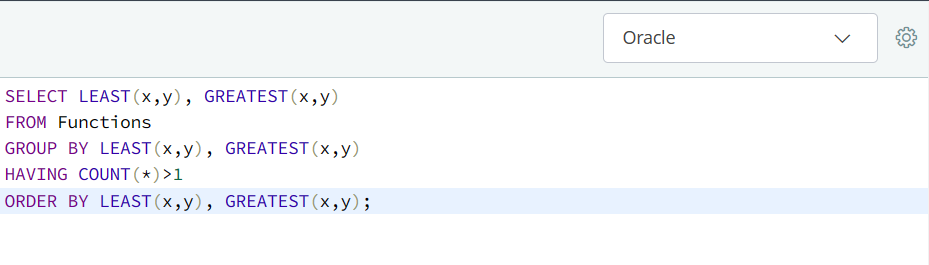 Oracle
SELECT LEAST(x,y), GREATEST(x,y)
FROM Functions
GROUP BY LEAST(x,y), GREATEST(x,y)
HAVING COUNT(*)>1
ORDER BY LEAST(x,y), GREATEST(x,y);